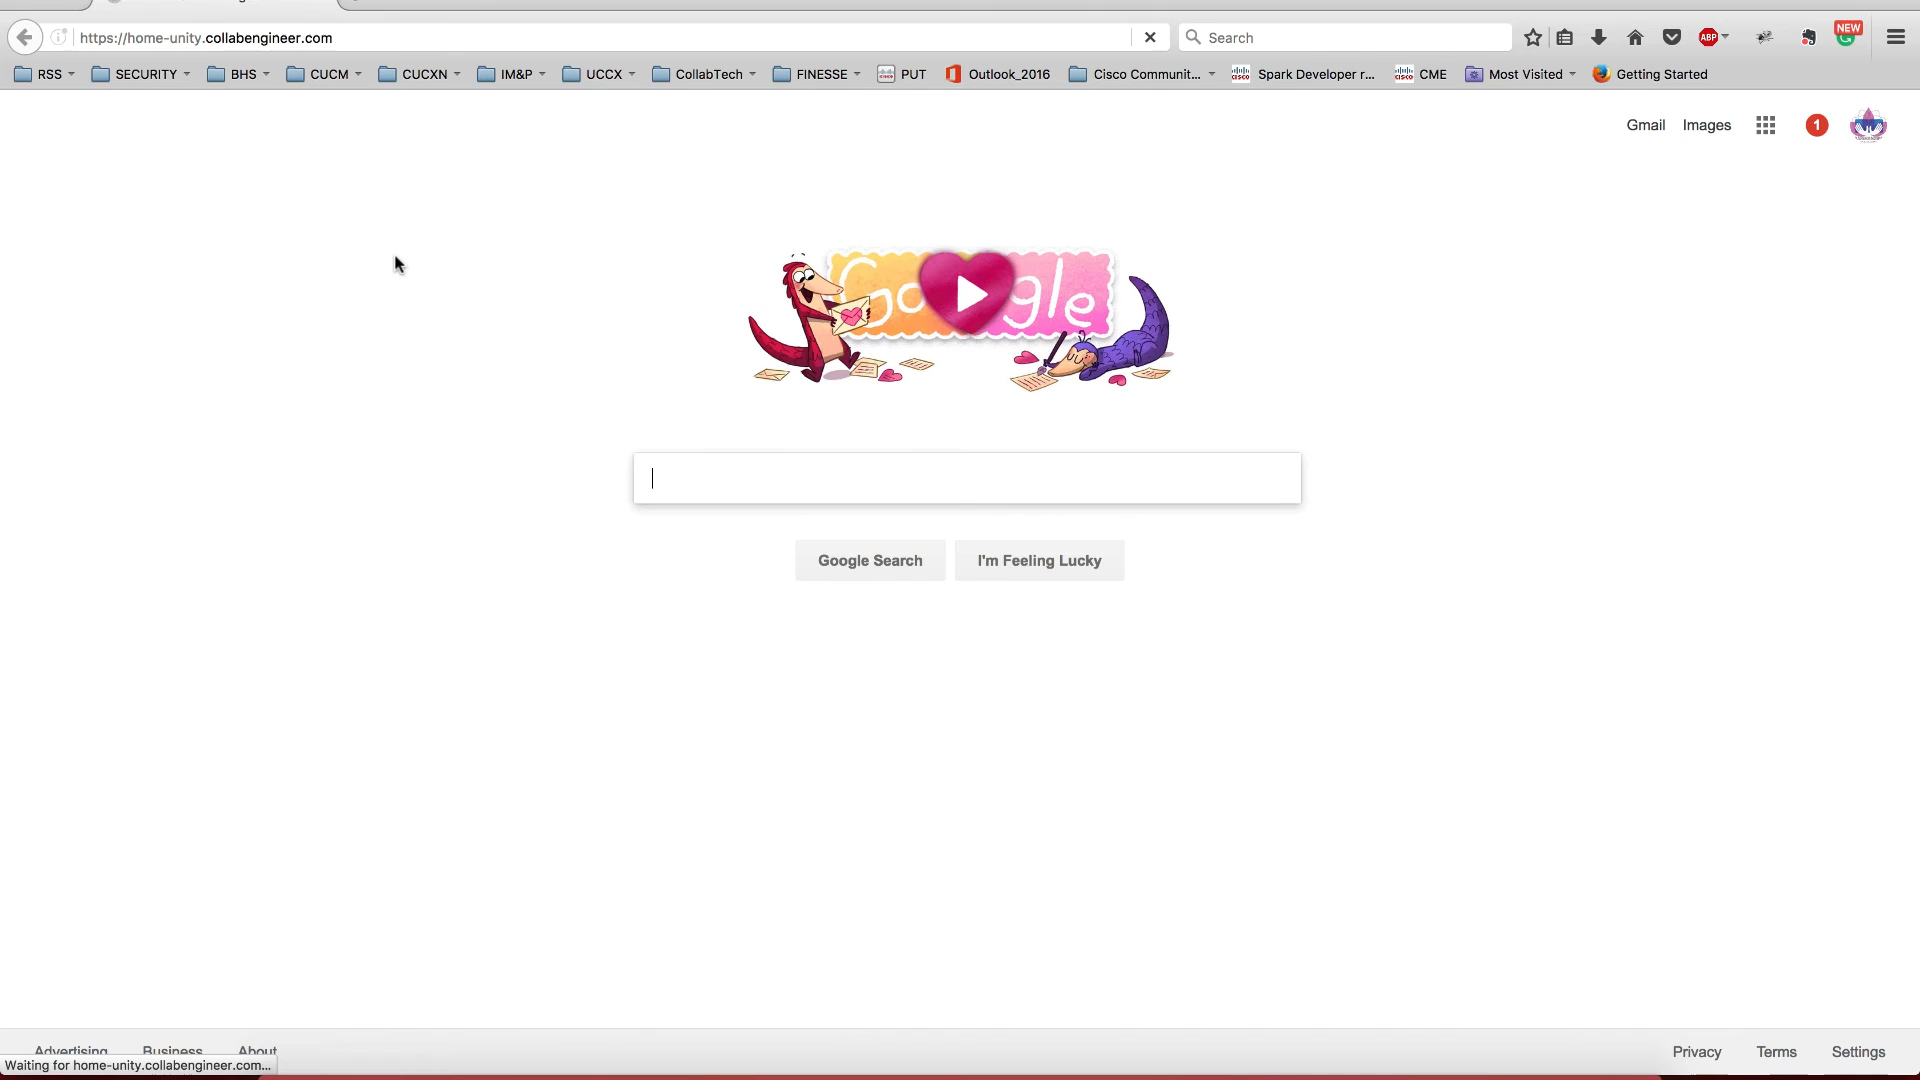 https://home-unity.collabengineer.com
Search
ABP
NEW
RSS SECURITY BHS CUCM CUCXN IM&P UCCX CollabTech FINESSE PUT Outlook_2016 Cisco Communit... Spark Developer r... CME Most Visited Getting Started
Gmail Images 1
Google
Google Search I'm Feeling Lucky
Advertising Business About
Privacy Terms Settings
Waiting for home-unity.collabengineer.com...